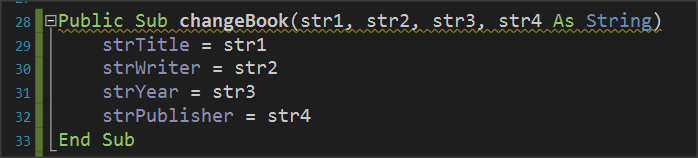 28 Public Sub changeBook(str1, str2, str3, str4 As String)
29 strTitle = str1
30 strWriter = str2
31 strYear = str3
32 strPublisher = str4
33 End Sub